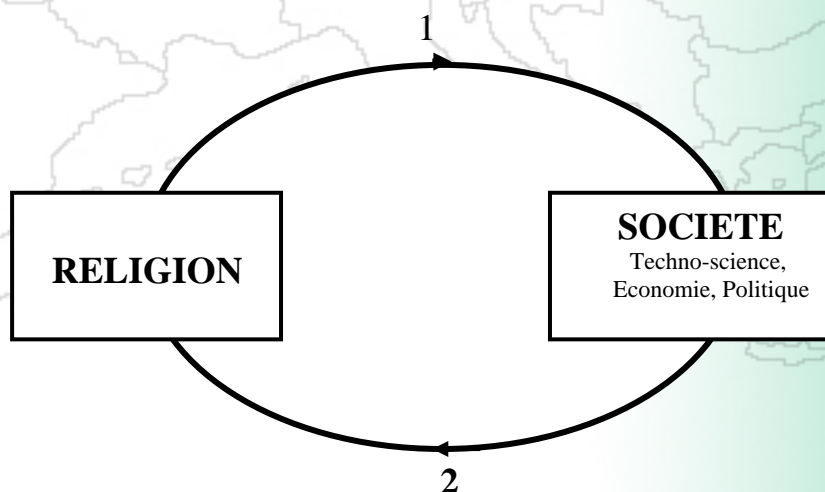 1
RELIGION
SOCIETE
Techno-science,
Economie, Politique
2